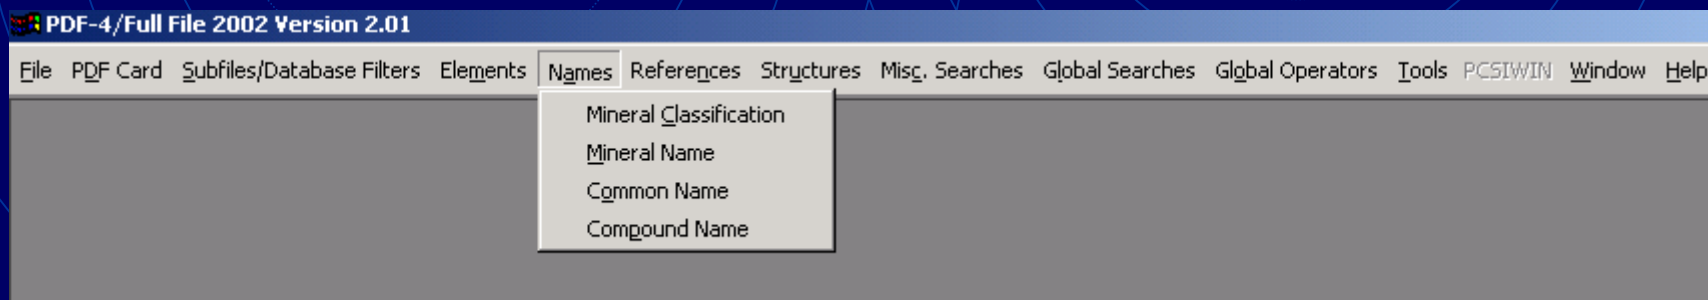 PDF-4/Full File 2002 Version 2.01
File PDF Card Subfiles/Database Filters Elements Names References Structures Misc. Searches Global Searches Global Operators Tools PCSIWIN Window Help
Mineral Classification
Mineral Name
Common Name
Compound Name